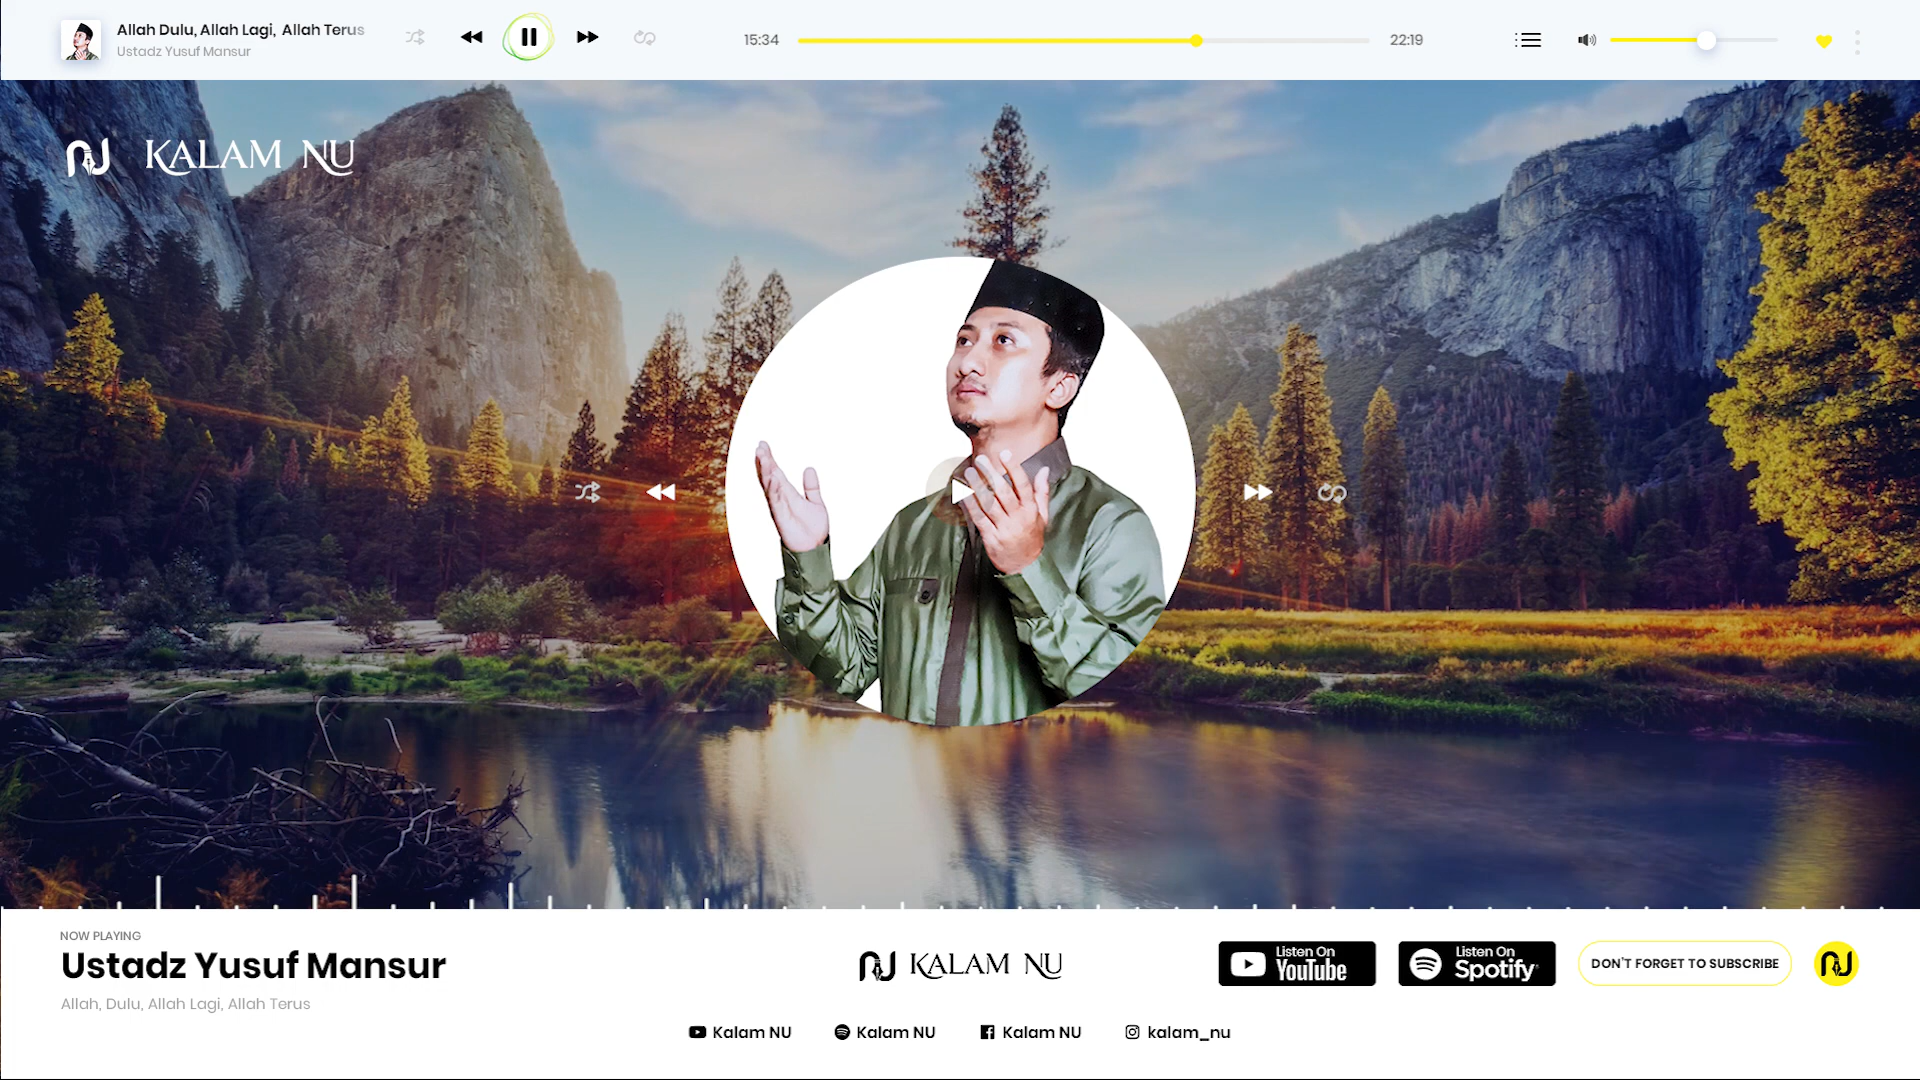 Allah Dulu, Allah Lagi, Allah Terus
Ustadz Yusuf Mansur
15:34
22:19
KALAM NU
NOW PLAYING
Ustadz Yusuf Mansur
Allah, Dulu, Allah Lagi, Allah Terus
KALAM NU
Listen On
YouTube
Listen On
Spotify
DON'T FORGET TO SUBSCRIBE
Kalam NU
Kalam NU
Kalam NU
kalam_nu